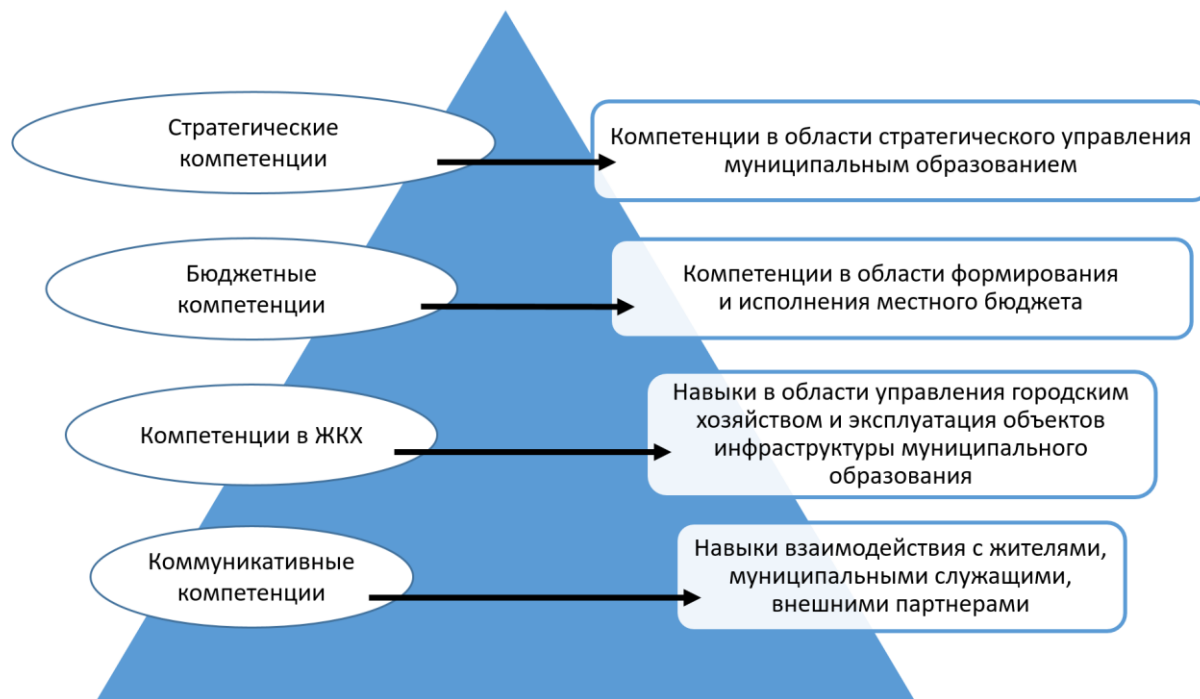 Стратегические
компетенции
Компетенции в области стратегического управления
муниципальным образованием
Бюджетные
компетенции
Компетенции в области формирования
и исполнения местного бюджета
Компетенции в ЖКХ
Навыки в области управления городским
хозяйством и эксплуатация объектов
инфраструктуры муниципального
образования
Коммуникативные
компетенции
Навыки взаимодействия с жителями,
муниципальными служащими,
внешними партнерами